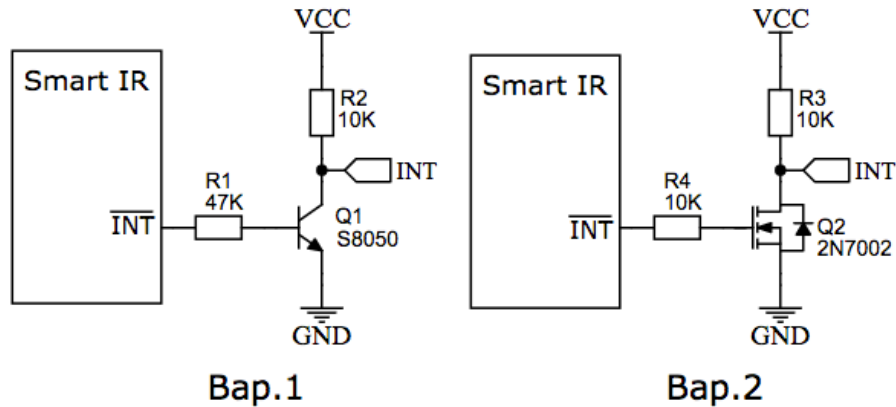 VCC
Smart IR
R2
10K
INT
R1
47K
INT
Q1
S8050
GND
Вар.1
VCC
Smart IR
R3
10K
INT
R4
10K
INT
Q2
2N7002
GND
Вар.2